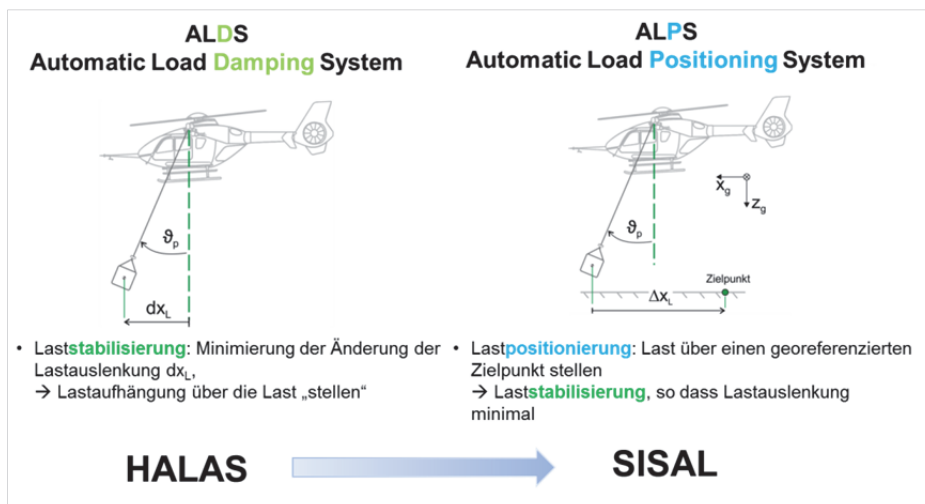 ALDS
Automatic Load Damping System
ϑp
dxL
• Laststabilisierung: Minimierung der Änderung der
Lastauslenkung dxL,
→ Lastaufhängung über die Last „stellen“
HALAS
ALPS
Automatic Load Positioning System
xg
zg
ϑp
Zielpunkt
ΔxL
• Lastpositionierung: Last über einen georeferenzierten
Zielpunkt stellen
→ Laststabilisierung, so dass Lastauslenkung
minimal
SISAL